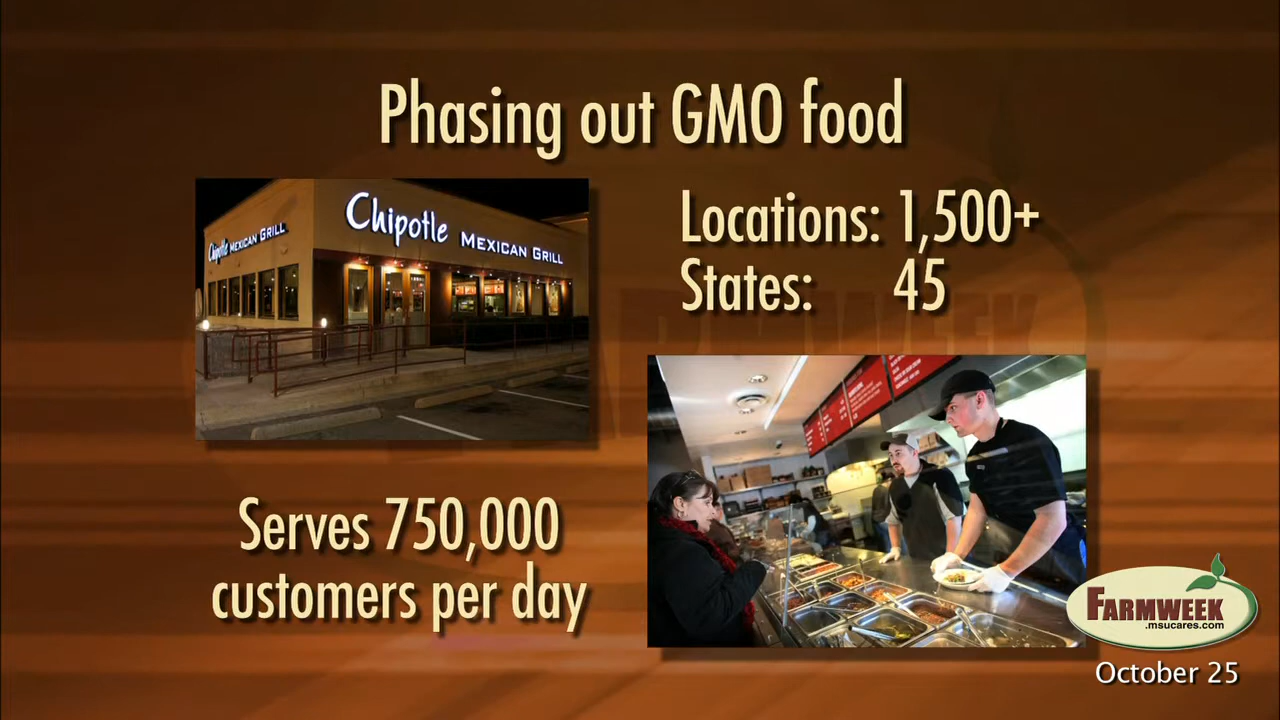 Phasing out GMO food
Chipotle MEXICAN GRILL
Chipotle MEXICAN GRILL
Locations: 1,500+
States: 45
Serves 750,000
customers per day
FARMWEEK
.msucares.com
October 25